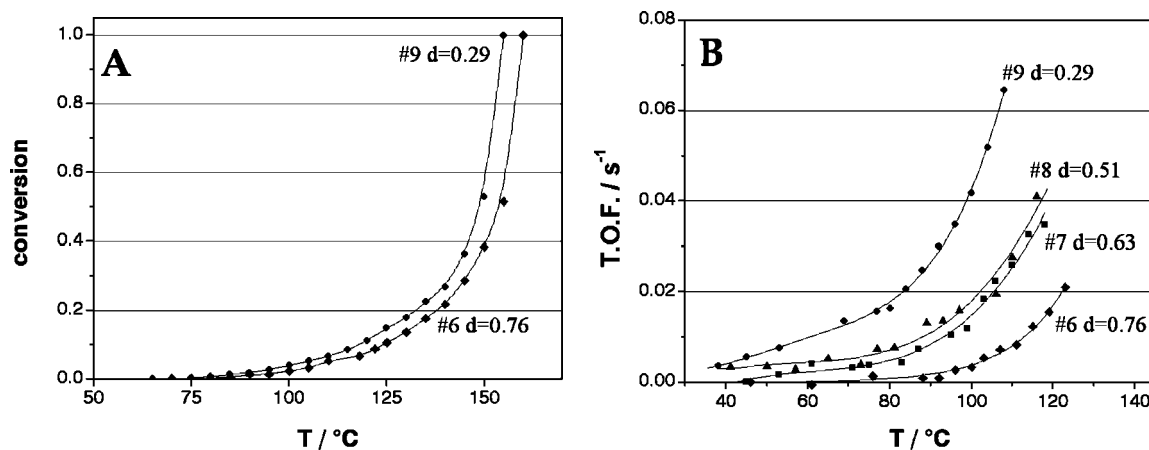 A
#9 d=0.29
#6 d=0.76
conversion
1.0
0.8
0.6
0.4
0.2
0.0
50
75
100
125
150
T / °C
B
#9 d=0.29
#8 d=0.51
#7 d=0.63
#6 d=0.76
T.O.F. / s⁻¹
0.08
0.06
0.04
0.02
0.00
40
60
80
100
120
140
T / °C